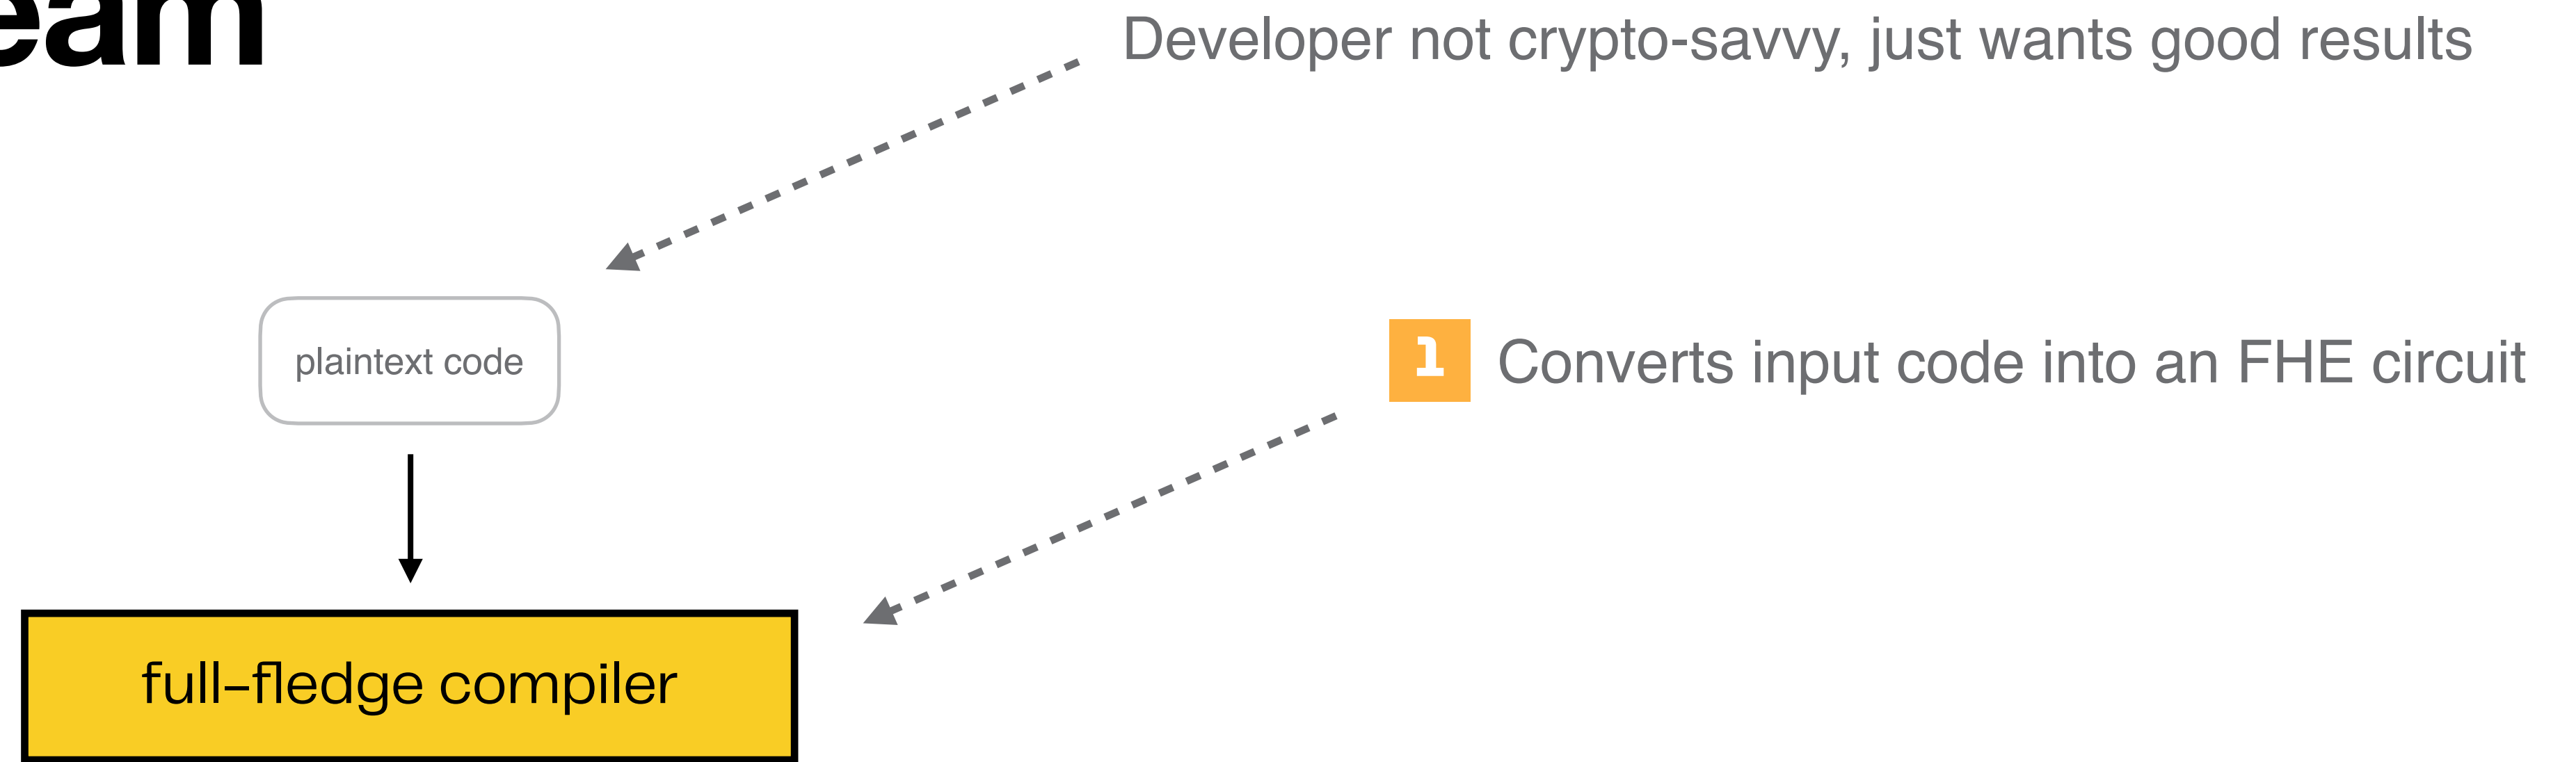 Developer not crypto-savvy, just wants good results
plaintext code
1 Converts input code into an FHE circuit
full-fledge compiler